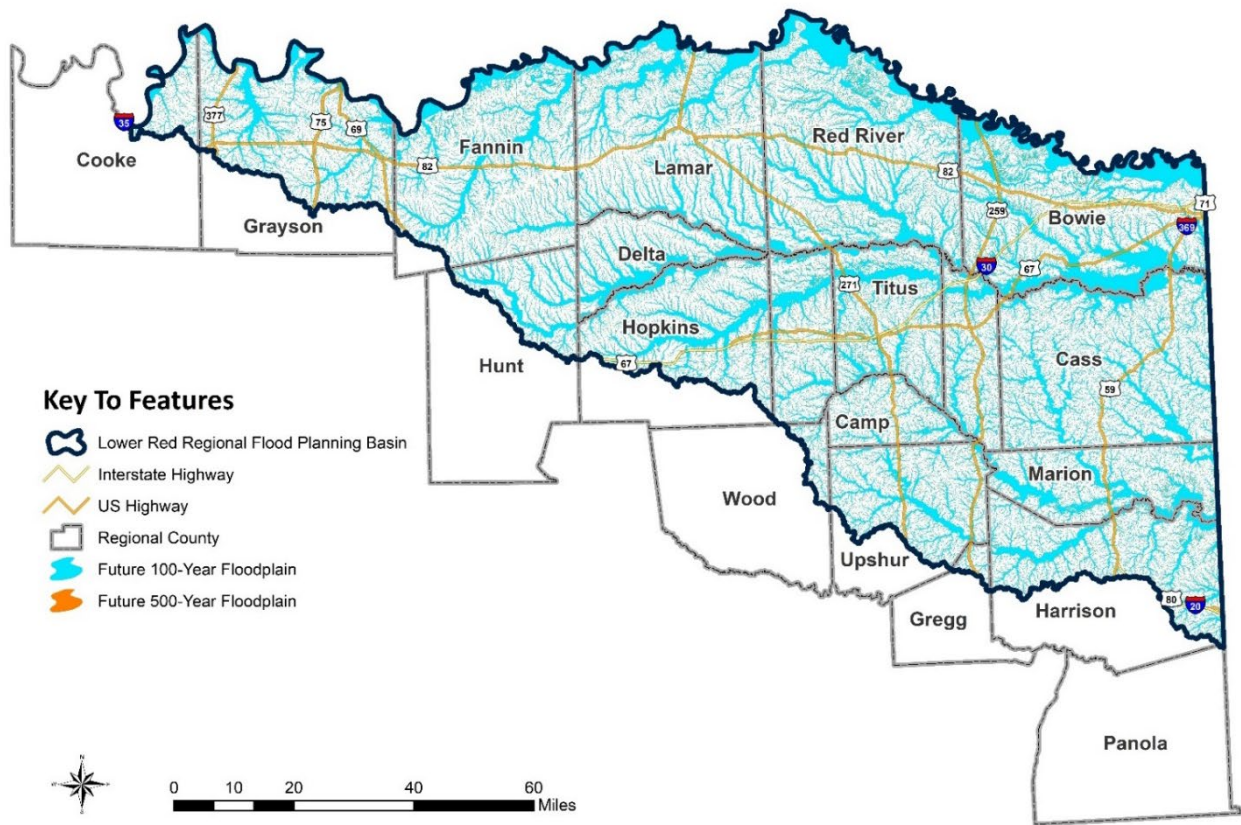 35
Cooke
377
75
69
Grayson
82
Fannin
Lamar
Red River
82
259
Bowie
71
369
Delta
30
67
271
Titus
Hopkins
67
Hunt
Cass
59
Camp
Marion
Wood
Upshur
Gregg
Harrison
80
20
Panola
Key To Features
Lower Red Regional Flood Planning Basin
Interstate Highway
US Highway
Regional County
Future 100-Year Floodplain
Future 500-Year Floodplain
N
0 10 20 40 60
Miles